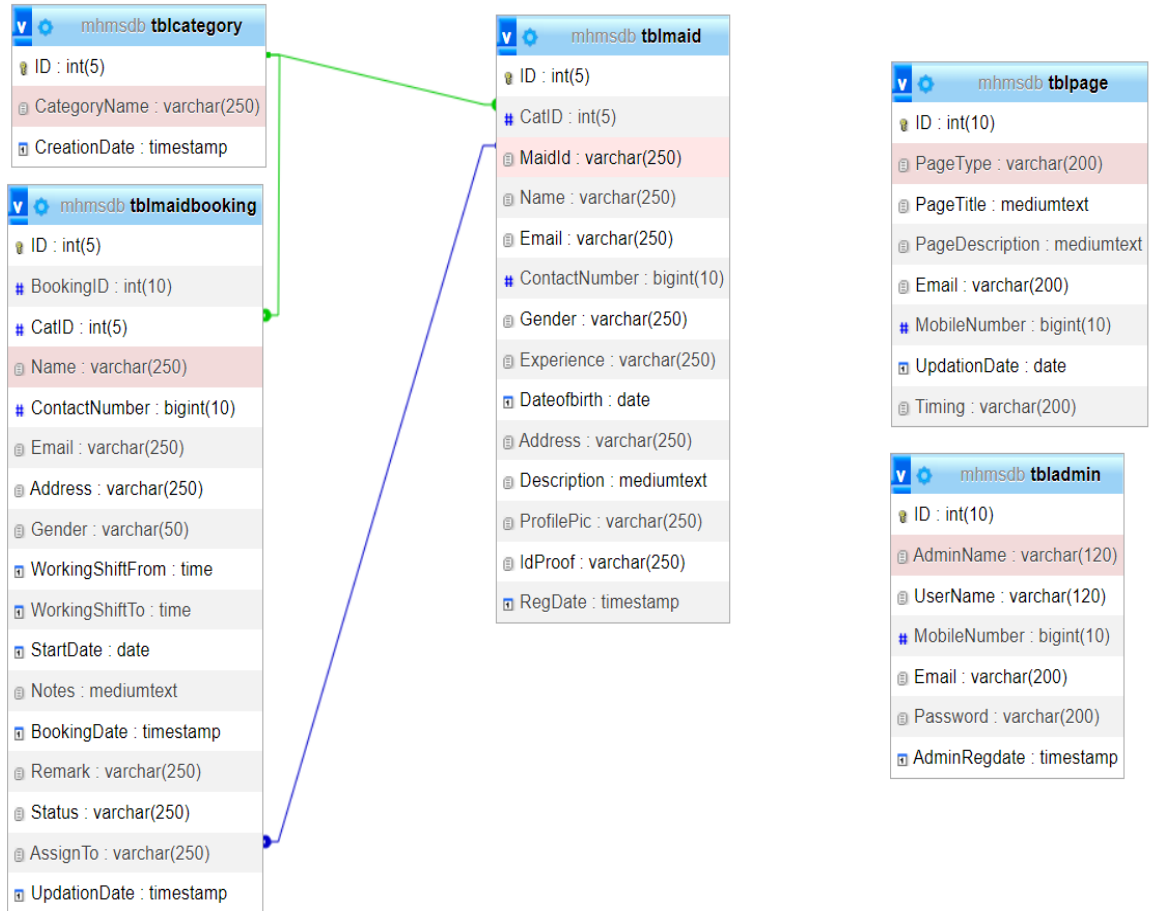 v mhmsdb tblcategory
ID : int(5)
CategoryName : varchar(250)
# CreationDate : timestamp
v mhmsdb tblmaidbooking
ID : int(5)
# BookingID : int(10)
# CatID : int(5)
Name : varchar(250)
# ContactNumber : bigint(10)
Email : varchar(250)
Address : varchar(250)
Gender : varchar(50)
WorkingShiftFrom : time
WorkingShiftTo : time
StartDate : date
Notes : mediumtext
BookingDate : timestamp
Remark : varchar(250)
Status : varchar(250)
AssignTo : varchar(250)
UpdationDate : timestamp
v mhmsdb tblmaid
ID : int(5)
# CatID : int(5)
MaidId : varchar(250)
Name : varchar(250)
Email : varchar(250)
# ContactNumber : bigint(10)
Gender : varchar(250)
Experience : varchar(250)
Dateofbirth : date
Address : varchar(250)
Description : mediumtext
ProfilePic : varchar(250)
IdProof : varchar(250)
RegDate : timestamp
v mhmsdb tblpage
ID : int(10)
PageType : varchar(200)
PageTitle : mediumtext
PageDescription : mediumtext
Email : varchar(200)
# MobileNumber : bigint(10)
UpdationDate : date
Timing : varchar(200)
v mhmsdb tbladmin
ID : int(10)
AdminName : varchar(120)
UserName : varchar(120)
# MobileNumber : bigint(10)
Email : varchar(200)
Password : varchar(200)
AdminRegdate : timestamp